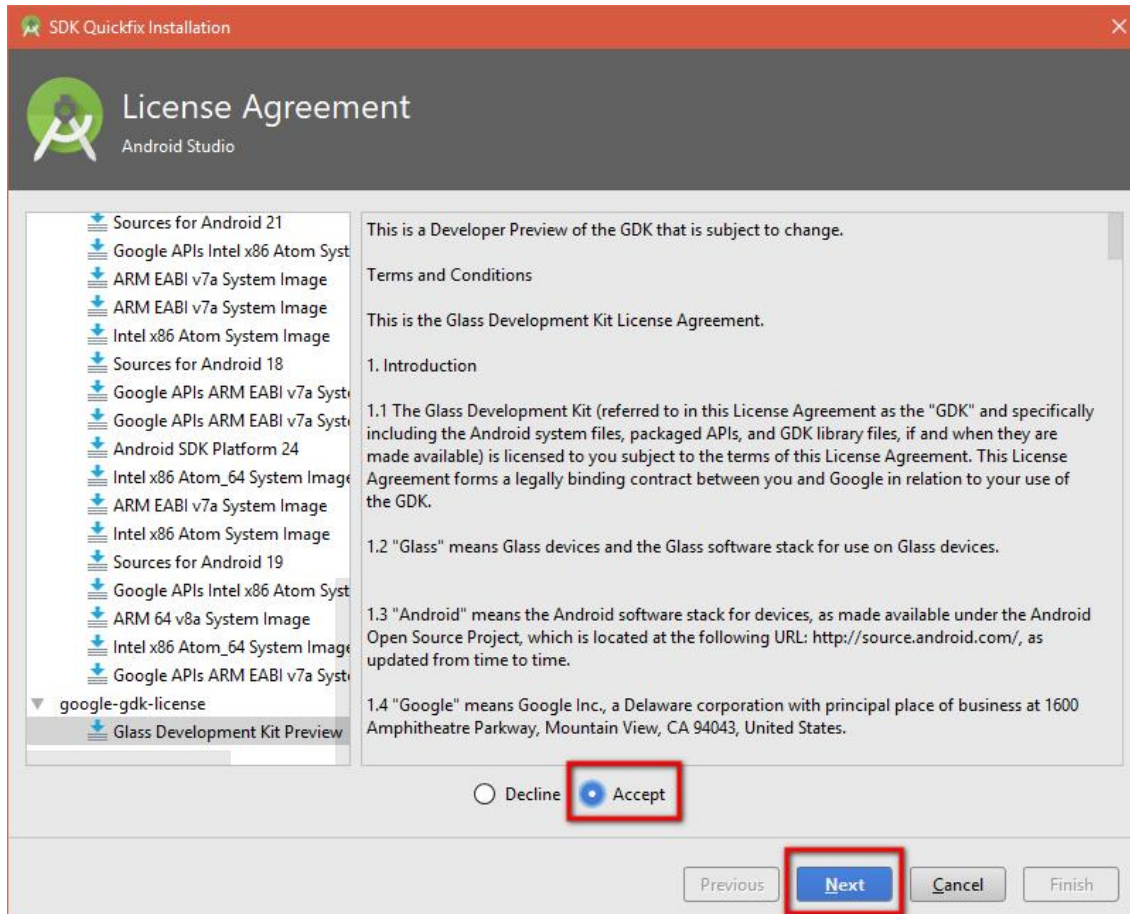 SDK Quickfix Installation
License Agreement
Android Studio
Sources for Android 21
Google APIs Intel x86 Atom Syst
ARM EABI v7a System Image
ARM EABI v7a System Image
Intel x86 Atom System Image
Sources for Android 18
Google APIs ARM EABI v7a Syst
Google APIs ARM EABI v7a Syst
Android SDK Platform 24
Intel x86 Atom_64 System Image
ARM EABI v7a System Image
Intel x86 Atom System Image
Sources for Android 19
Google APIs Intel x86 Atom Syst
ARM 64 v8a System Image
Intel x86 Atom_64 System Image
Google APIs ARM EABI v7a Syst
google-gdk-license
Glass Development Kit Preview
This is a Developer Preview of the GDK that is subject to change.
Terms and Conditions
This is the Glass Development Kit License Agreement.
1. Introduction
1.1 The Glass Development Kit (referred to in this License Agreement as the "GDK" and specifically
including the Android system files, packaged APIs, and GDK library files, if and when they are
made available) is licensed to you subject to the terms of this License Agreement. This License
Agreement forms a legally binding contract between you and Google in relation to your use of
the GDK.
1.2 "Glass" means Glass devices and the Glass software stack for use on Glass devices.
1.3 "Android" means the Android software stack for devices, as made available under the Android
Open Source Project, which is located at the following URL: http://source.android.com/, as
updated from time to time.
1.4 "Google" means Google Inc., a Delaware corporation with principal place of business at 1600
Amphitheatre Parkway, Mountain View, CA 94043, United States.
Decline Accept
Previous Next Cancel Finish